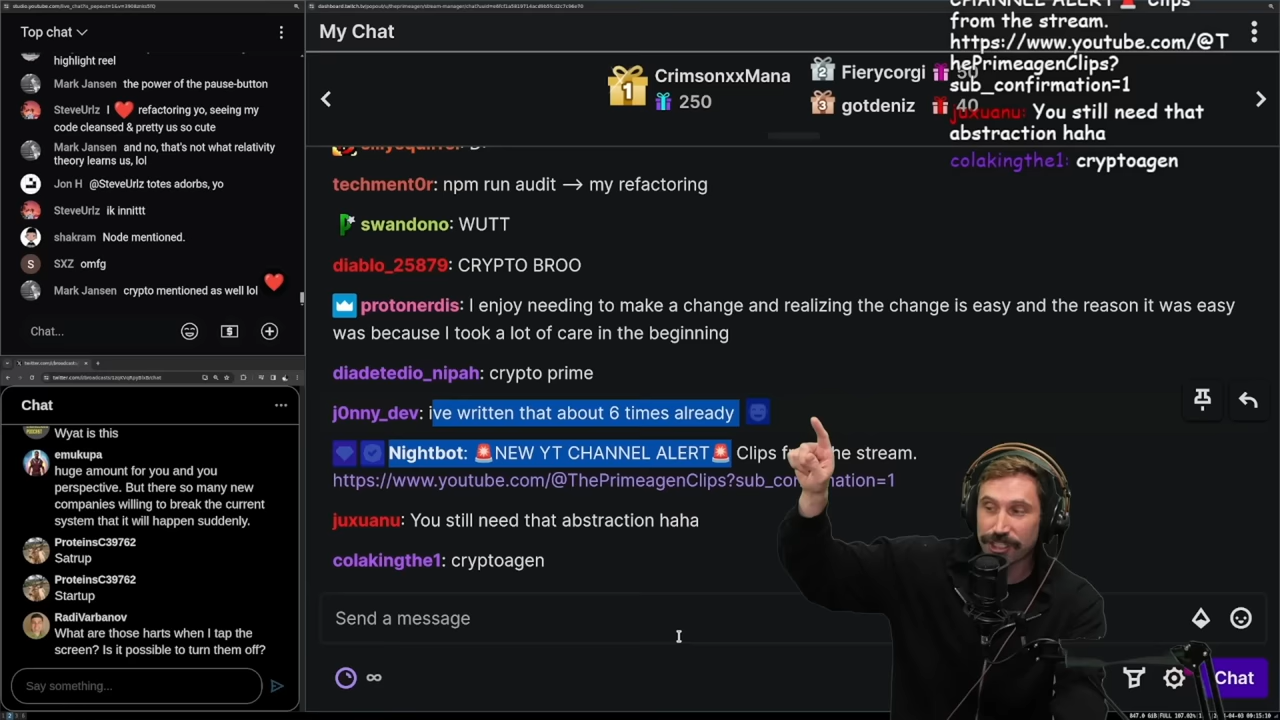 Top chat
highlight reel
Mark Jansen the power of the pause-button
SteveUrlz I ❤️ refactoring yo, seeing my
code cleansed & pretty us so cute
Mark Jansen and no, that's not what relativity
theory learns us, lol
Jon H @SteveUrlz totes adorbs, yo
SteveUrlz ik innittt
shakram Node mentioned.
S SXZ omfg
Mark Jansen crypto mentioned as well lol
Chat...
Chat
Wyat is this
emukupa
huge amount for you and you
perspective. But there so many new
companies willing to break the current
system that it will happen suddenly.
ProteinsC39762
Satrup
ProteinsC39762
Startup
RadiVarbanov
What are those harts when I tap the
screen? Is it possible to turn them off?
Say something...
My Chat
1 CrimsonxxMana
250
2 Fierycorgi 50
3 gotdeniz 40
techment0r: npm run audit —> my refactoring
swandono: WUTT
diablo_25879: CRYPTO BROO
protonerdis: I enjoy needing to make a change and realizing the change is easy and the reason it was easy
was because I took a lot of care in the beginning
diadetedio_nipah: crypto prime
j0nny_dev: ive written that about 6 times already
Nightbot: 🚨NEW YT CHANNEL ALERT🚨 Clips from the stream.
https://www.youtube.com/@ThePrimeagenClips?sub_confirmation=1
juxuanu: You still need that abstraction haha
colakingthe1: cryptoagen
Send a message
Chat
CHANNEL ALERT🚨 Clips
from the stream.
https://www.youtube.com/@T
hePrimeagenClips?
sub_confirmation=1
juxuanu: You still need that
abstraction haha
colakingthe1: cryptoagen